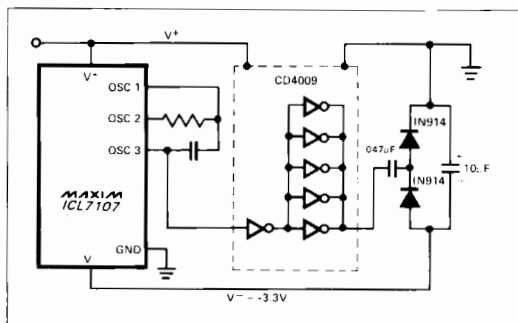 V+
V+
CD4009
OSC 1
OSC 2
OSC 3
MAXIM
ICL7107
GND
V
.047µF
IN914
IN914
+
10µF
V− – -3.3V